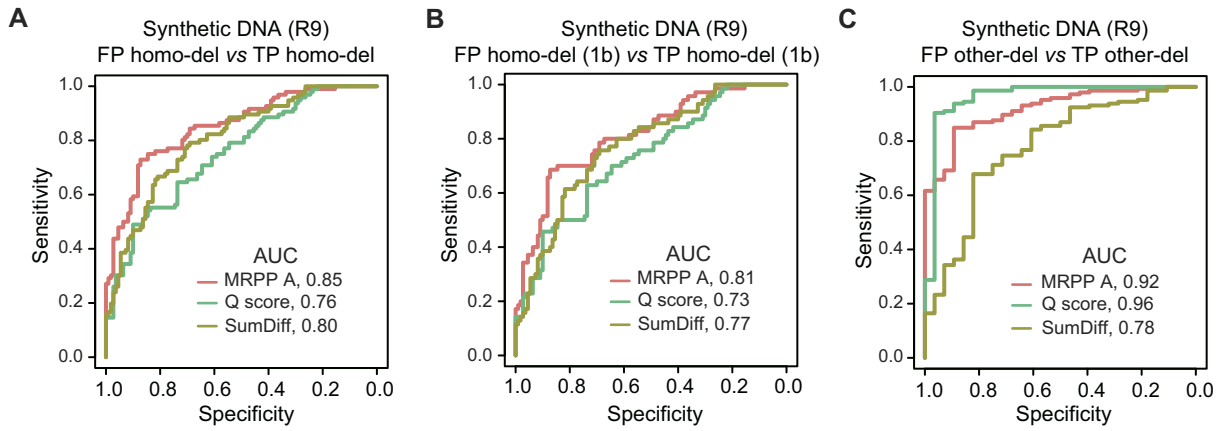 A
Synthetic DNA (R9)
FP homo-del vs TP homo-del
Sensitivity
1.0
0.8
0.6
0.4
0.2
0.0
AUC
MRPP A, 0.85
Q score, 0.76
SumDiff, 0.80
1.0 0.8 0.6 0.4 0.2 0.0
Specificity
B
Synthetic DNA (R9)
FP homo-del (1b) vs TP homo-del (1b)
Sensitivity
1.0
0.8
0.6
0.4
0.2
0.0
AUC
MRPP A, 0.81
Q score, 0.73
SumDiff, 0.77
1.0 0.8 0.6 0.4 0.2 0.0
Specificity
C
Synthetic DNA (R9)
FP other-del vs TP other-del
Sensitivity
1.0
0.8
0.6
0.4
0.2
0.0
AUC
MRPP A, 0.92
Q score, 0.96
SumDiff, 0.78
1.0 0.8 0.6 0.4 0.2 0.0
Specificity